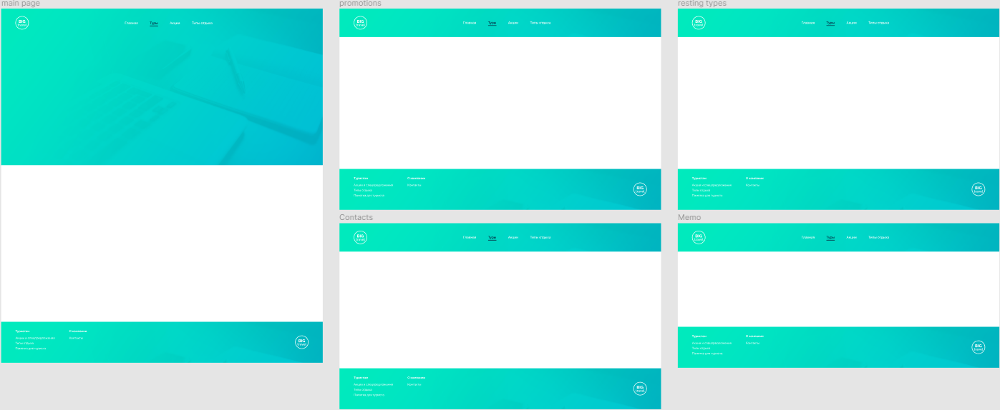 main page
BIG
travel
Главная Туры Акции Типы отдыха
Туристам О компании
Акции и спецпредложения Контакты
Типы отдыха
Памятка для туриста
BIG
travel
promotions
BIG
travel
Главная Туры Акции Типы отдыха
Туристам О компании
Акции и спецпредложения Контакты
Типы отдыха
Памятка для туриста
BIG
travel
resting types
BIG
travel
Главная Туры Акции Типы отдыха
Туристам О компании
Акции и спецпредложения Контакты
Типы отдыха
Памятка для туриста
BIG
travel
Contacts
BIG
travel
Главная Туры Акции Типы отдыха
Туристам О компании
Акции и спецпредложения Контакты
Типы отдыха
Памятка для туриста
BIG
travel
Memo
BIG
travel
Главная Туры Акции Типы отдыха
Туристам О компании
Акции и спецпредложения Контакты
Типы отдыха
Памятка для туриста
BIG
travel